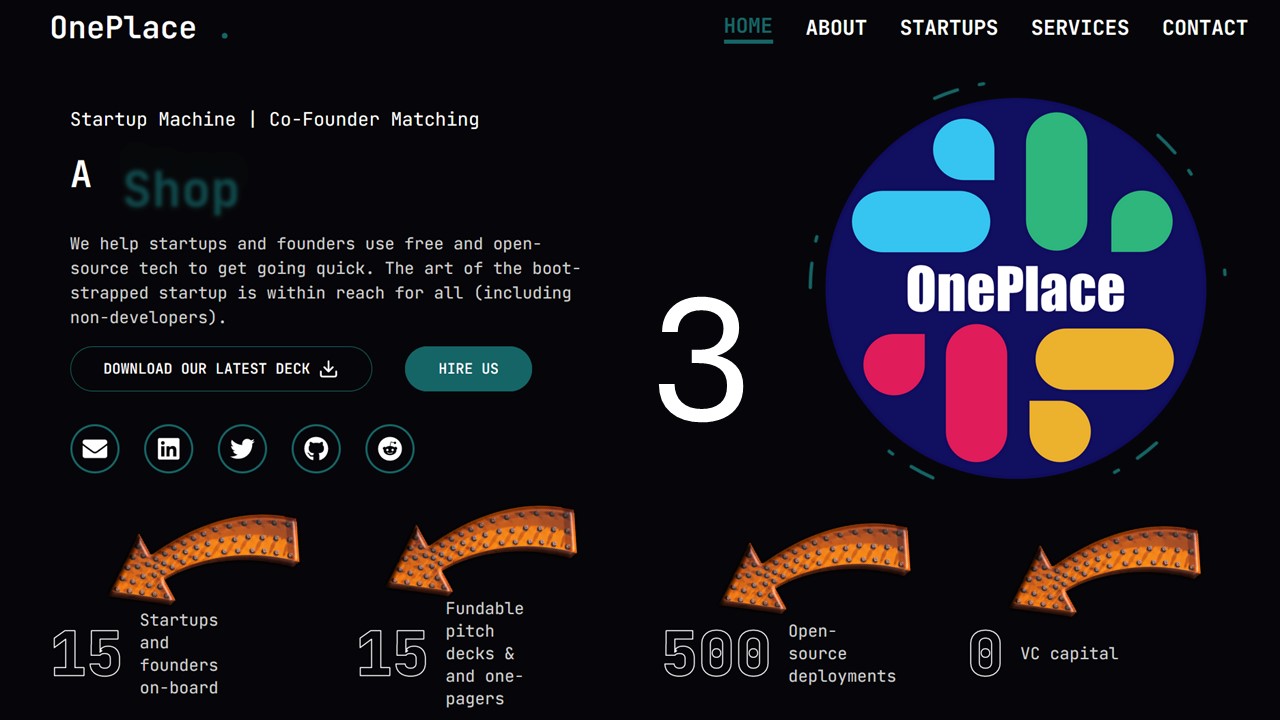 OnePlace .
HOME ABOUT STARTUPS SERVICES CONTACT
Startup Machine | Co-Founder Matching
A Shop
We help startups and founders use free and open-
source tech to get going quick. The art of the boot-
strapped startup is within reach for all (including
non-developers).
DOWNLOAD OUR LATEST DECK
HIRE US
3
OnePlace
15
Startups
and
founders
on-board
15
Fundable
pitch
decks &
and one-
pagers
500
Open-
source
deployments
0
VC capital